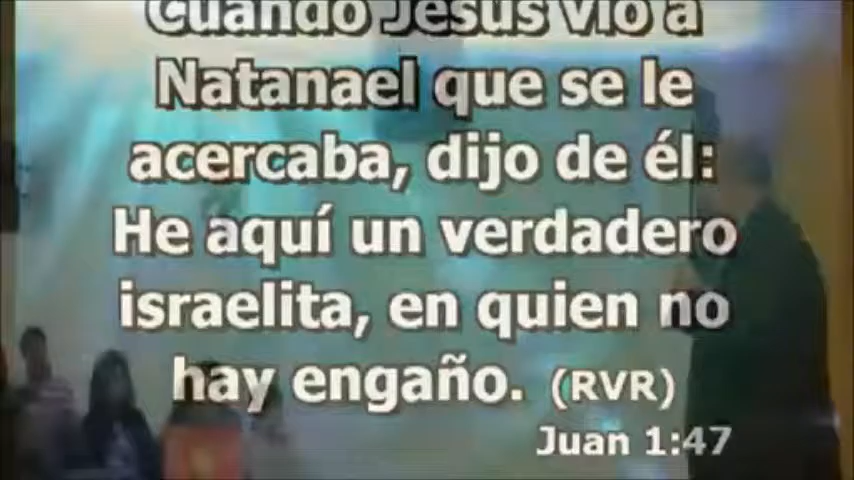 Cuando Jesús vio a
Natanael que se le
acercaba, dijo de él:
He aquí un verdadero
israelita, en quien no
hay engaño. (RVR)
Juan 1:47